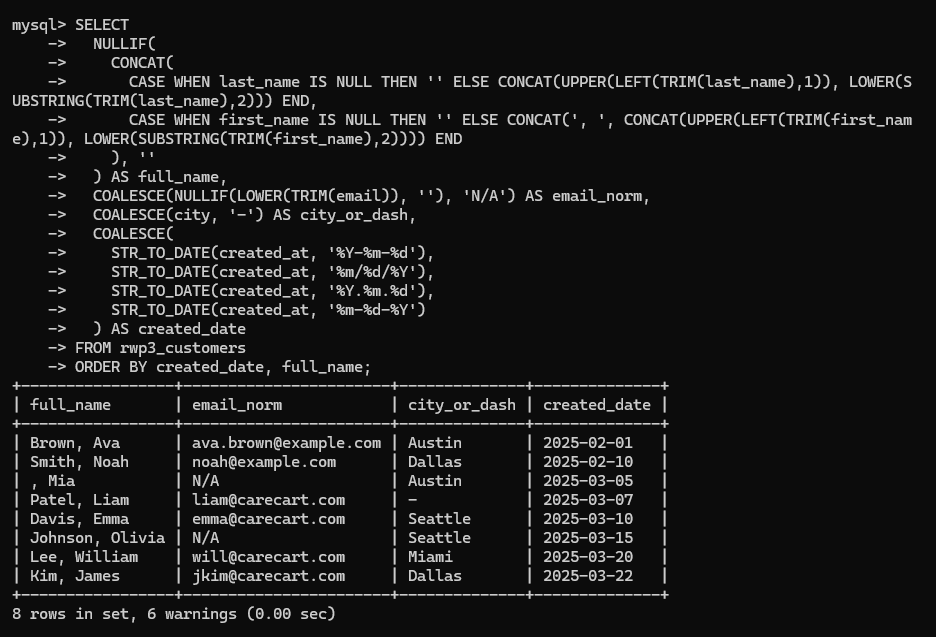 mysql> SELECT
    ->   NULLIF(
    ->     CONCAT(
    ->       CASE WHEN last_name IS NULL THEN '' ELSE CONCAT(UPPER(LEFT(TRIM(last_name),1)), LOWER(S
UBSTRING(TRIM(last_name),2))) END,
    ->       CASE WHEN first_name IS NULL THEN '' ELSE CONCAT(', ', CONCAT(UPPER(LEFT(TRIM(first_nam
e),1)), LOWER(SUBSTRING(TRIM(first_name),2)))) END
    ->     ), ''
    ->   ) AS full_name,
    ->   COALESCE(NULLIF(LOWER(TRIM(email)), ''), 'N/A') AS email_norm,
    ->   COALESCE(city, '-') AS city_or_dash,
    ->   COALESCE(
    ->     STR_TO_DATE(created_at, '%Y-%m-%d'),
    ->     STR_TO_DATE(created_at, '%m/%d/%Y'),
    ->     STR_TO_DATE(created_at, '%Y.%m.%d'),
    ->     STR_TO_DATE(created_at, '%m-%d-%Y')
    ->   ) AS created_date
    -> FROM rwp3_customers
    -> ORDER BY created_date, full_name;
+-----------------+-----------------------+--------------+--------------+
| full_name       | email_norm            | city_or_dash | created_date |
+-----------------+-----------------------+--------------+--------------+
| Brown, Ava      | ava.brown@example.com | Austin       | 2025-02-01   |
| Smith, Noah     | noah@example.com      | Dallas       | 2025-02-10   |
| , Mia           | N/A                   | Austin       | 2025-03-05   |
| Patel, Liam     | liam@carecart.com     | -            | 2025-03-07   |
| Davis, Emma     | emma@carecart.com     | Seattle      | 2025-03-10   |
| Johnson, Olivia | N/A                   | Seattle      | 2025-03-15   |
| Lee, William    | will@carecart.com     | Miami        | 2025-03-20   |
| Kim, James      | jkim@carecart.com     | Dallas       | 2025-03-22   |
+-----------------+-----------------------+--------------+--------------+
8 rows in set, 6 warnings (0.00 sec)